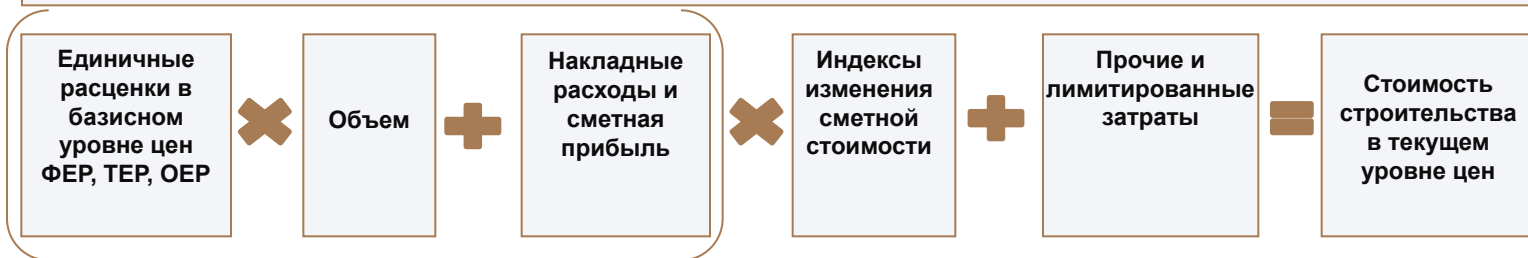 Единичные
расценки в
базисном
уровне цен
ФЕР, ТЕР, ОЕР
Объем
Накладные
расходы и
сметная
прибыль
Индексы
изменения
сметной
стоимости
Прочие и
лимитированные
затраты
Стоимость
строительства
в текущем
уровне цен